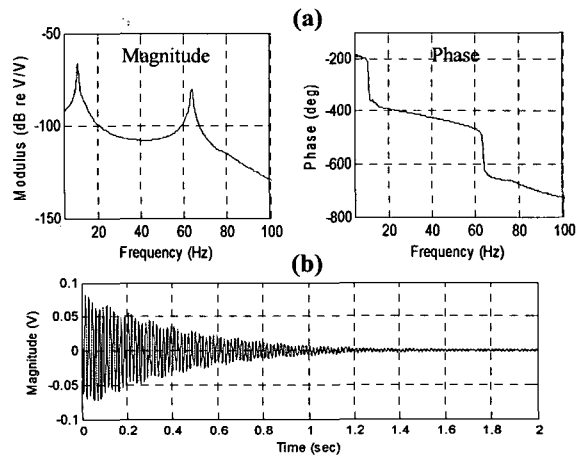 (a)
-50
-100
-150
Modulus (dB re V/V)
Magnitude
20 40 60 80 100
Frequency (Hz)
-200
-400
-600
-800
Phase (deg)
Phase
20 40 60 80 100
Frequency (Hz)
(b)
0.1
0.05
0
-0.05
-0.1
Magnitude (V)
0 0.2 0.4 0.6 0.8 1 1.2 1.4 1.6 1.8 2
Time (sec)